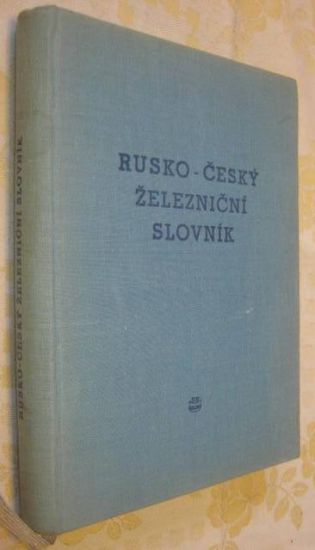 RUSKO - ČESKÝ
ŽELEZNIČNÍ
SLOVNÍK
RUSKO-ČESKÝ ŽELEZNIČNÍ SLOVNÍK